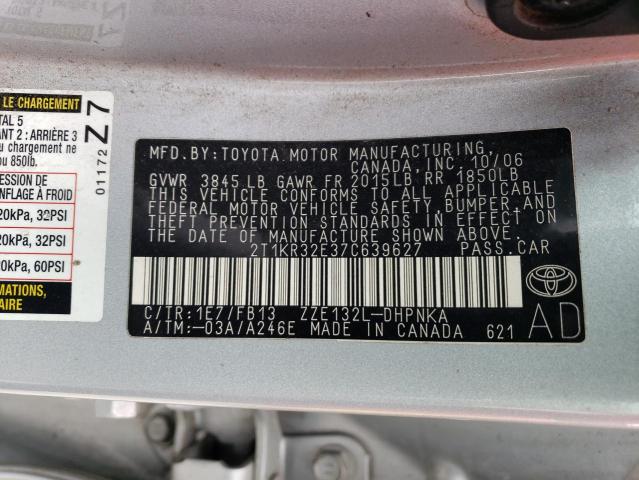 LE CHARGEMENT
TAL 5
ANT 2 : ARRIÈRE 3
u chargement ne
ou 850lb.
ESSION DE
NFLAGE À FROID
20kPa, 32PSI
20kPa, 32PSI
20kPa, 60PSI
MATIONS,
AIRE
01172 Z7
MFD. BY: TOYOTA MOTOR MANUFACTURING
CANADA, INC. 10/06
GVWR 3845 LB GAWR FR 2015LB RR 1850LB
THIS VEHICLE CONFORMS TO ALL APPLICABLE
FEDERAL MOTOR VEHICLE SAFETY, BUMPER, AND
THEFT PREVENTION STANDARDS IN EFFECT ON
THE DATE OF MANUFACTURE SHOWN ABOVE.
2T1KR32E37C639627 PASS.CAR
C/TR:1E7/FB13 ZZE132L-DHPNKA
A/TM:-03A/A246E MADE IN CANADA 621
TOYOTA
AD